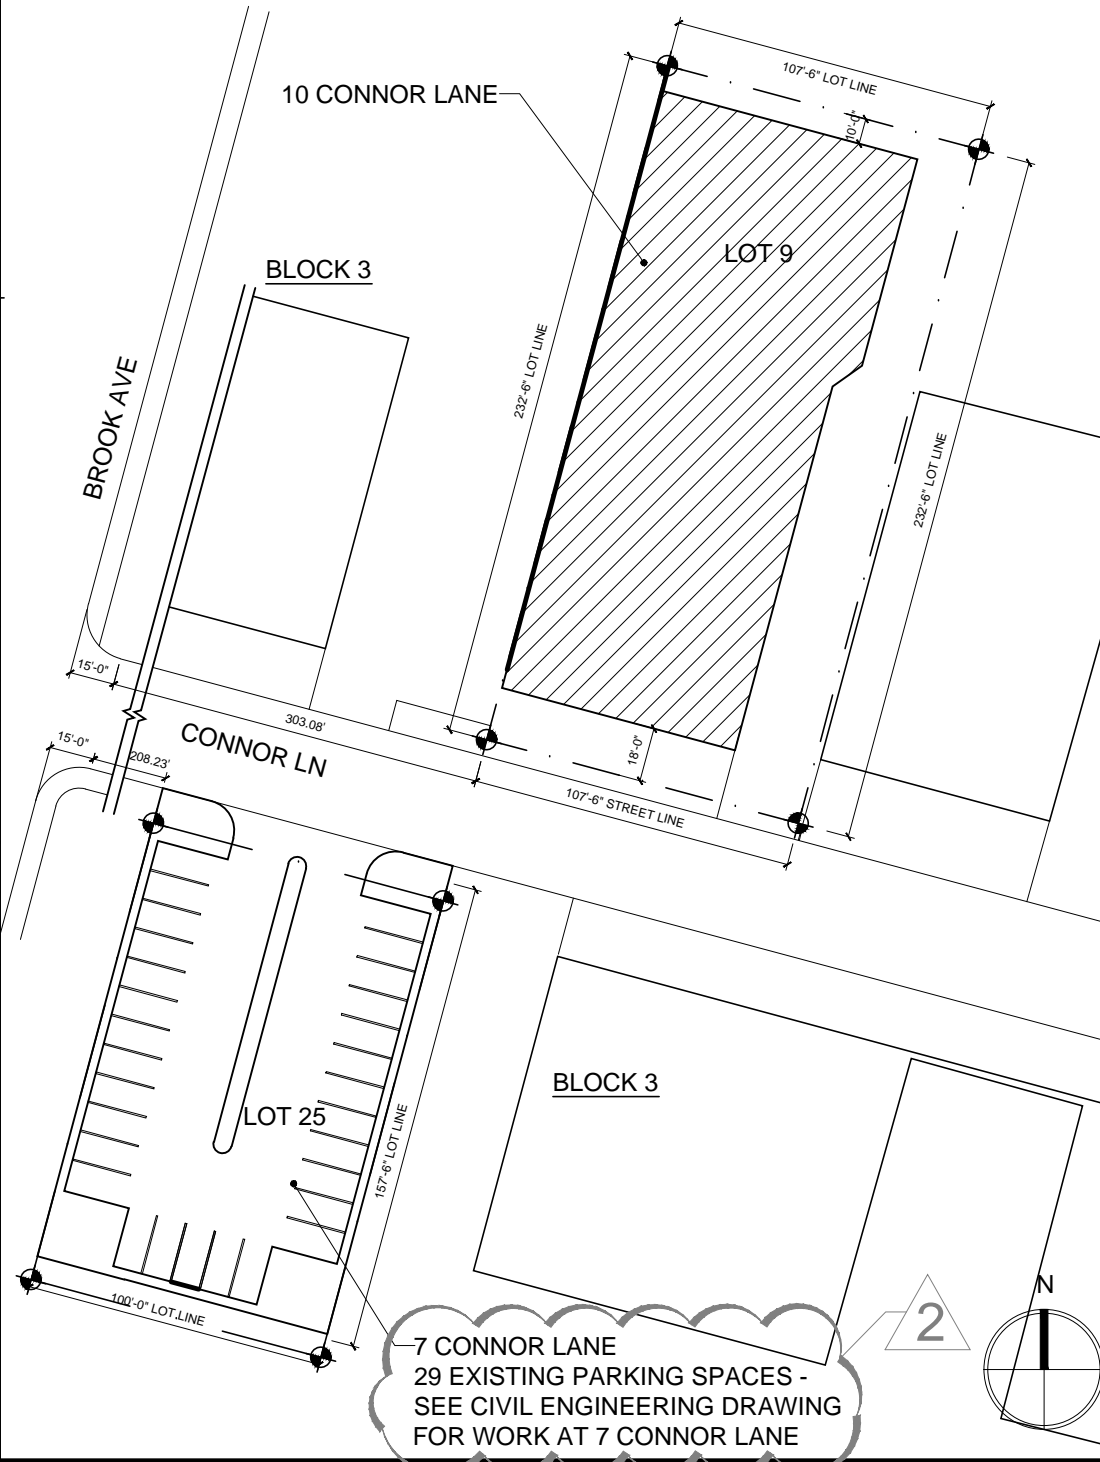 107'-6" LOT LINE
10 CONNOR LANE
10'-0"
LOT 9
BLOCK 3
232'-6" LOT LINE
BROOK AVE
232'-6" LOT LINE
15'-0"
303.08'
15'-0"
208.23'
CONNOR LN
18'-0"
107'-6" STREET LINE
BLOCK 3
LOT 25
157'-6" LOT LINE
100'-0" LOT LINE
N
2
7 CONNOR LANE
29 EXISTING PARKING SPACES -
SEE CIVIL ENGINEERING DRAWING
FOR WORK AT 7 CONNOR LANE